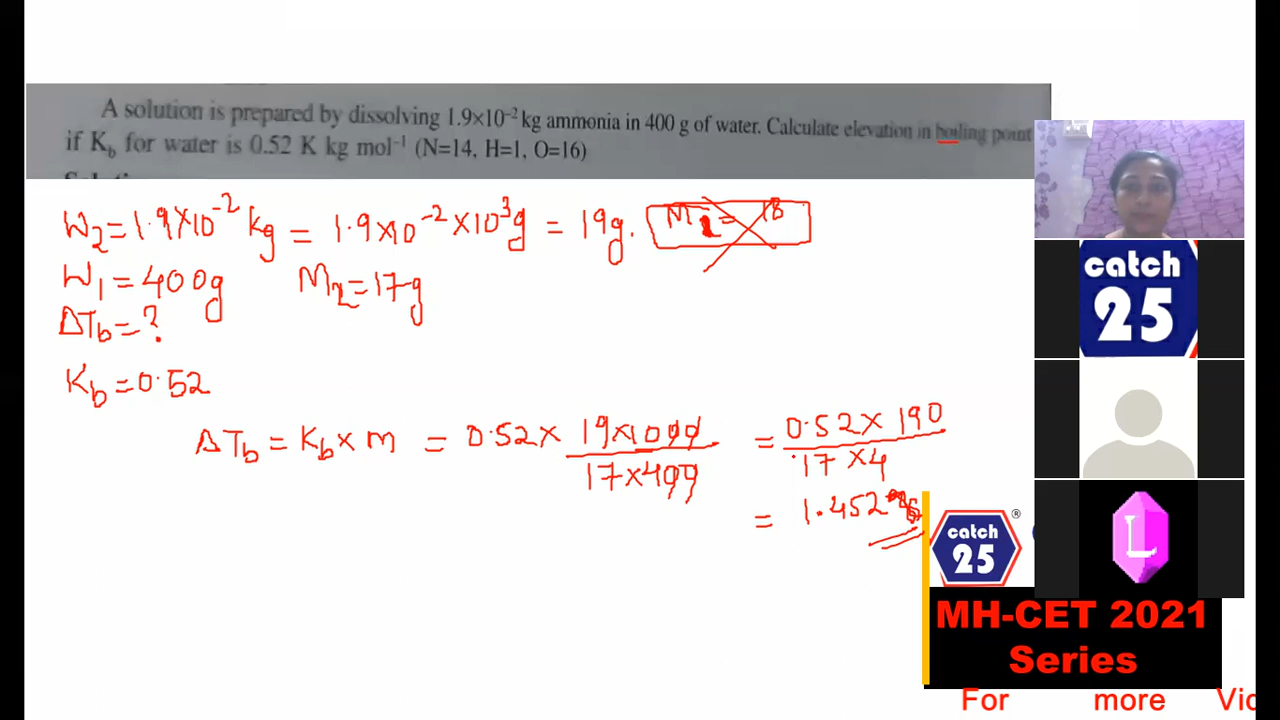 A solution is prepared by dissolving 1.9×10⁻² kg ammonia in 400 g of water. Calculate elevation in boiling point
if K_b for water is 0.52 K kg mol⁻¹ (N=14, H=1, O=16)
W₂ = 1.9×10⁻² kg = 1.9×10⁻² ×10³g = 19g. M₂ = 18
W₁ = 400g M₂ = 17g
ΔT_b = ?
K_b = 0.52
ΔT_b = K_b × m = 0.52 × 19×1000 / 17×400 = 0.52 × 190 / 17 × 4
= 1.452
catch
25
catch
25 ®
L
MH-CET 2021
Series
For more